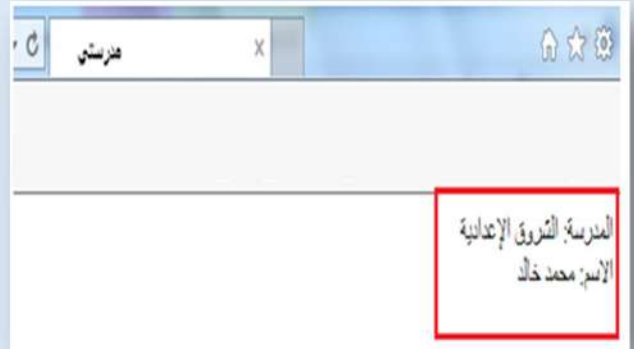 مدرستي
المدرسة: الشروق الإعدادية
الاسم: محمد خالد